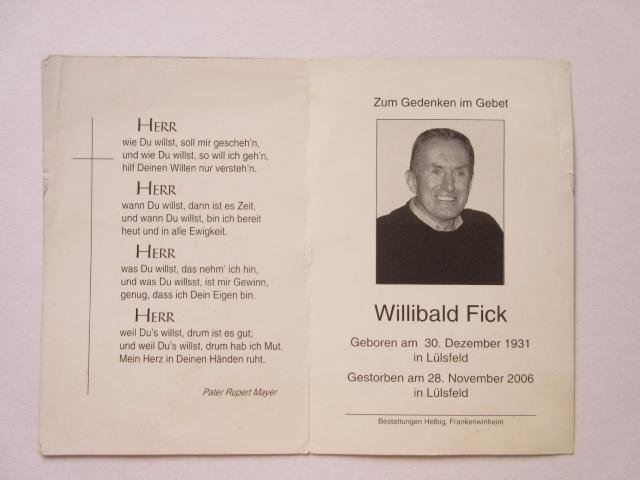 HERR
wie Du willst, soll mir gescheh'n,
und wie Du willst, so will ich geh'n,
hilf Deinen Willen nur versteh'n.
HERR
wann Du willst, dann ist es Zeit,
und wann Du willst, bin ich bereit
heut und in alle Ewigkeit.
HERR
was Du willst, das nehm' ich hin,
und was Du willsst, ist mir Gewinn,
genug, dass ich Dein Eigen bin.
HERR
weil Du's willst, drum ist es gut;
und weil Du's willst, drum hab ich Mut.
Mein Herz in Deinen Händen ruht.
Pater Rupert Mayer
Zum Gedenken im Gebet
Willibald Fick
Geboren am 30. Dezember 1931
in Lülsfeld
Gestorben am 28. November 2006
in Lülsfeld
Bestattungen Helbig, Frankenwinheim